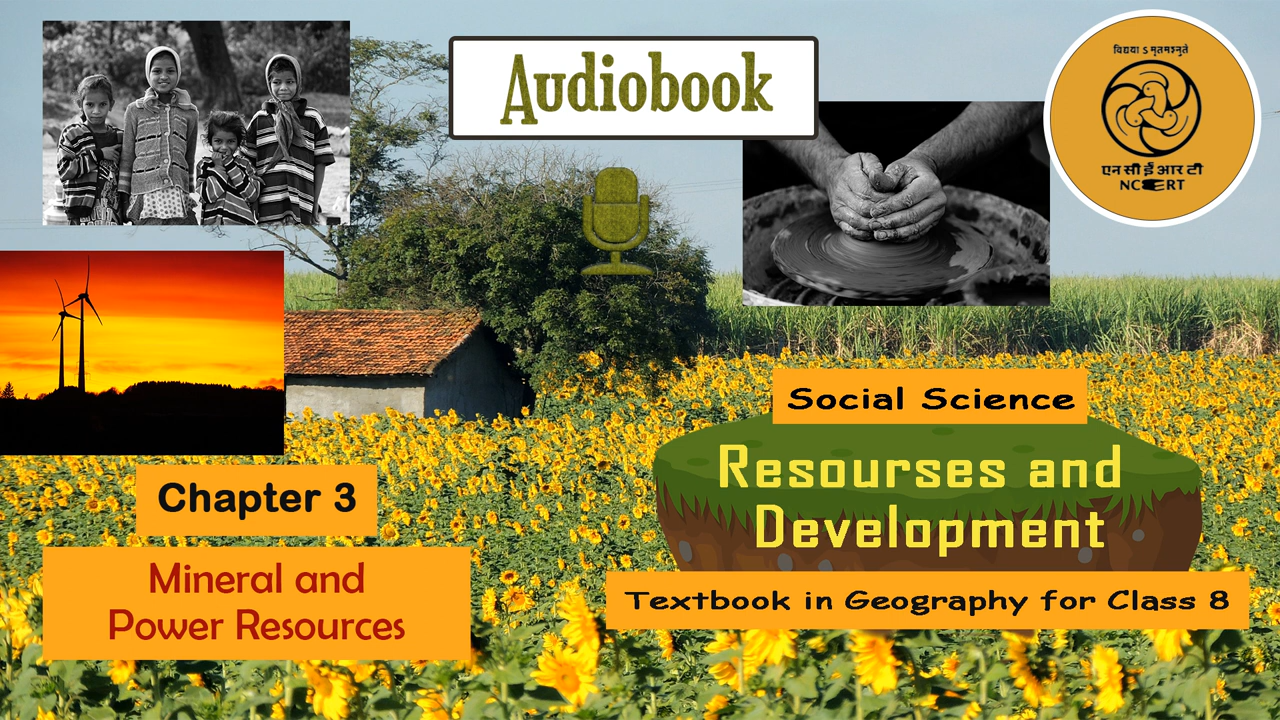 Audiobook
विद्यया ऽ मृतमश्नुते
एन सी ई आर टी
NCERT
Social Science
Resourses and
Development
Textbook in Geography for Class 8
Chapter 3
Mineral and
Power Resources